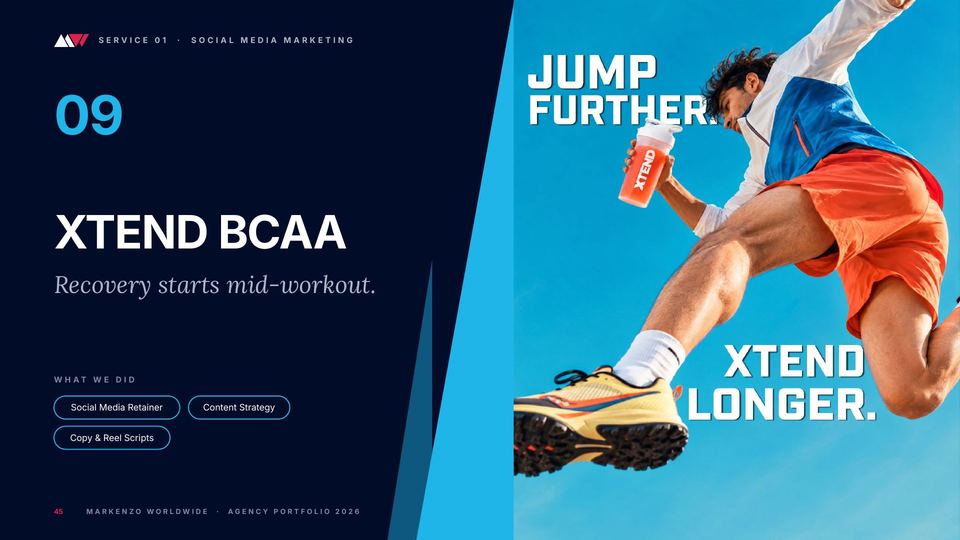 SERVICE 01 · SOCIAL MEDIA MARKETING
09
XTEND BCAA
Recovery starts mid-workout.
WHAT WE DID
Social Media Retainer
Content Strategy
Copy & Reel Scripts
45 MARKENZO WORLDWIDE · AGENCY PORTFOLIO 2026
JUMP
FURTHER.
XTEND
XTEND
LONGER.